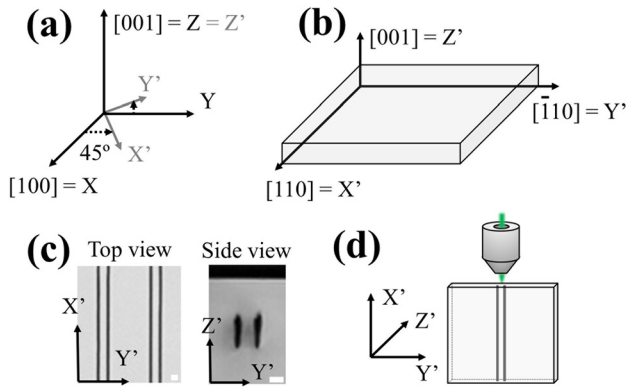 (a)
[001] = Z = Z'
Y'
Y
45º
X'
[100] = X
(b)
[001] = Z'
[1̄10] = Y'
[110] = X'
(c)
Top view
Side view
X'
Y'
Z'
Y'
(d)
X'
Z'
Y'